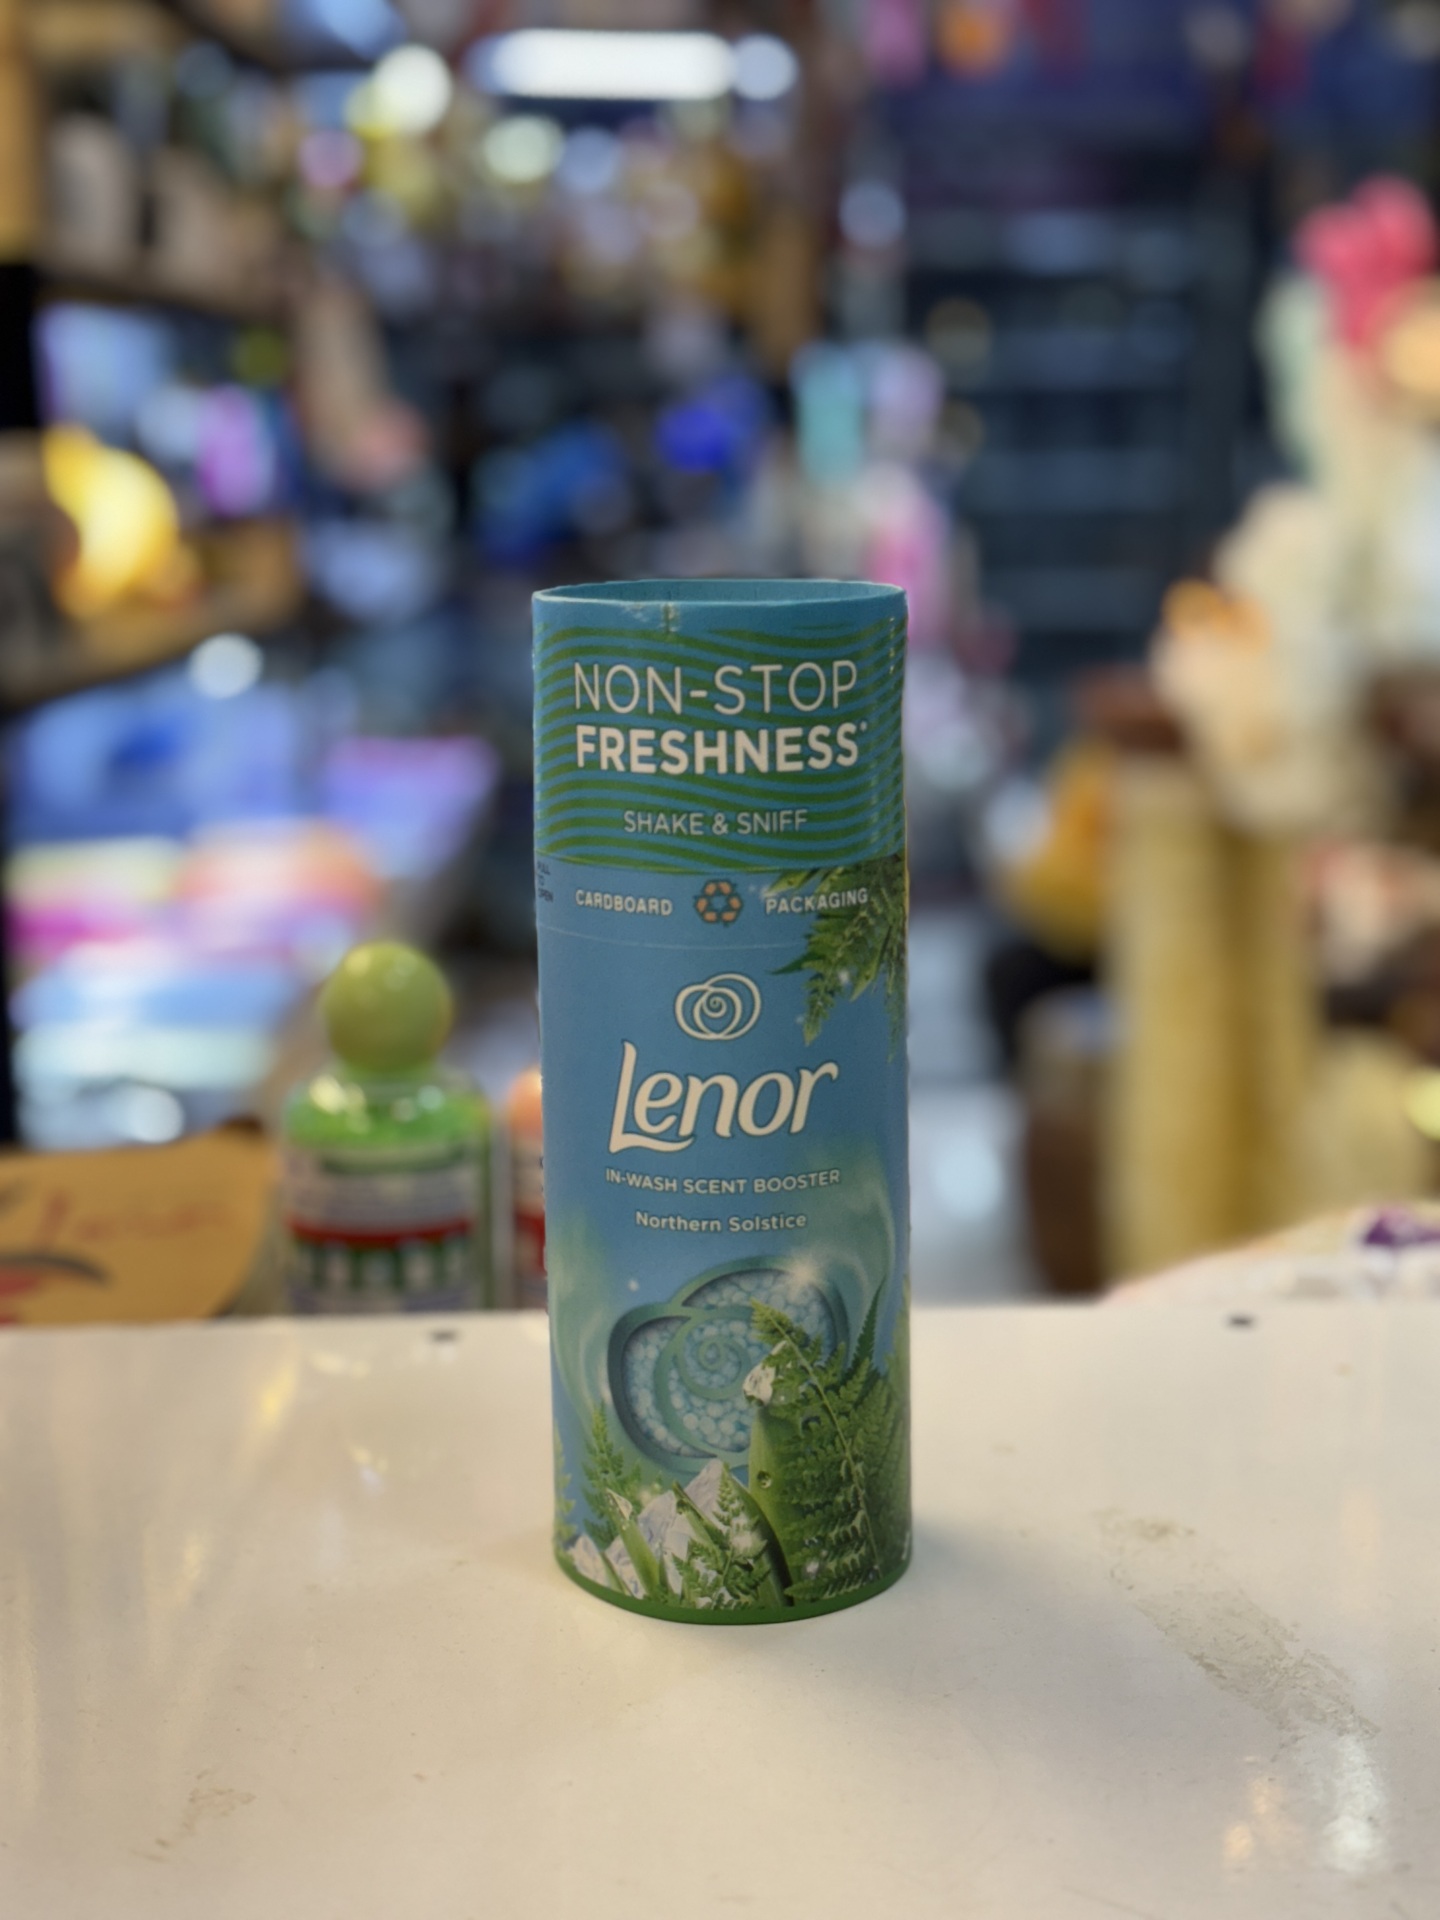 NON-STOP
FRESHNESS*
SHAKE & SNIFF
CARDBOARD PACKAGING
Lenor
IN-WASH SCENT BOOSTER
Northern Solstice